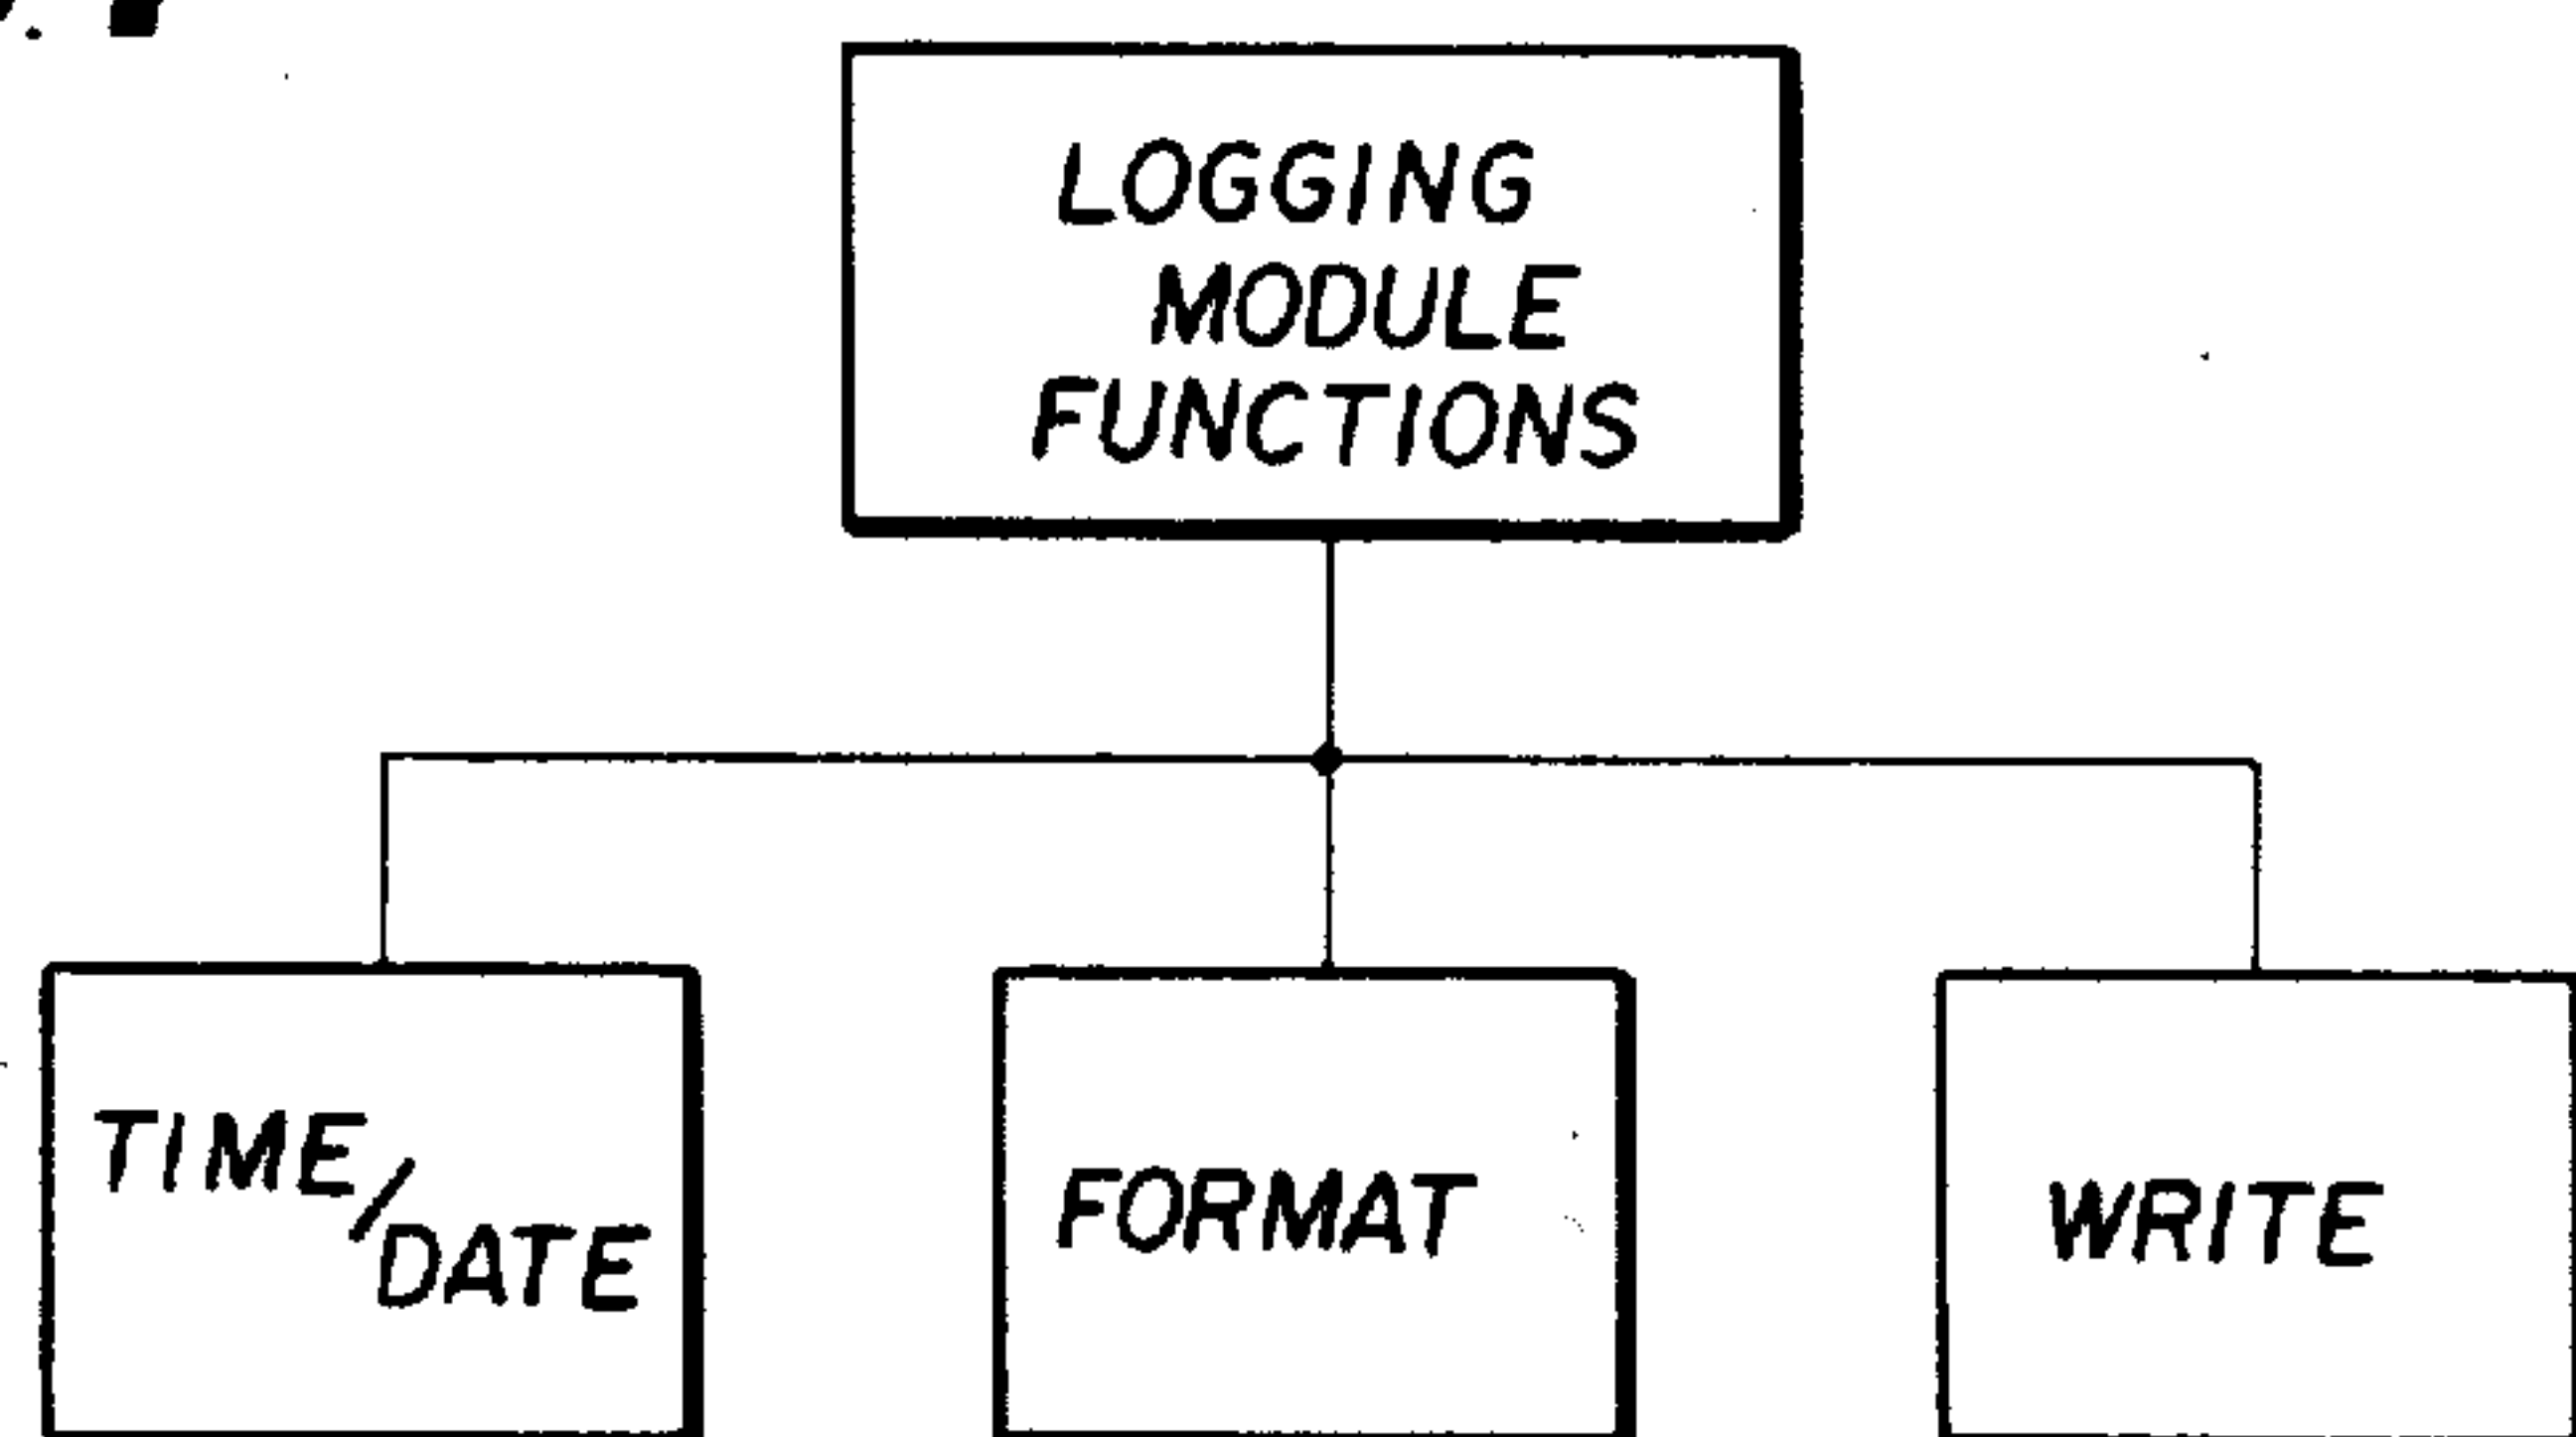 LOGGING
MODULE
FUNCTIONS
TIME/
DATE
FORMAT
WRITE